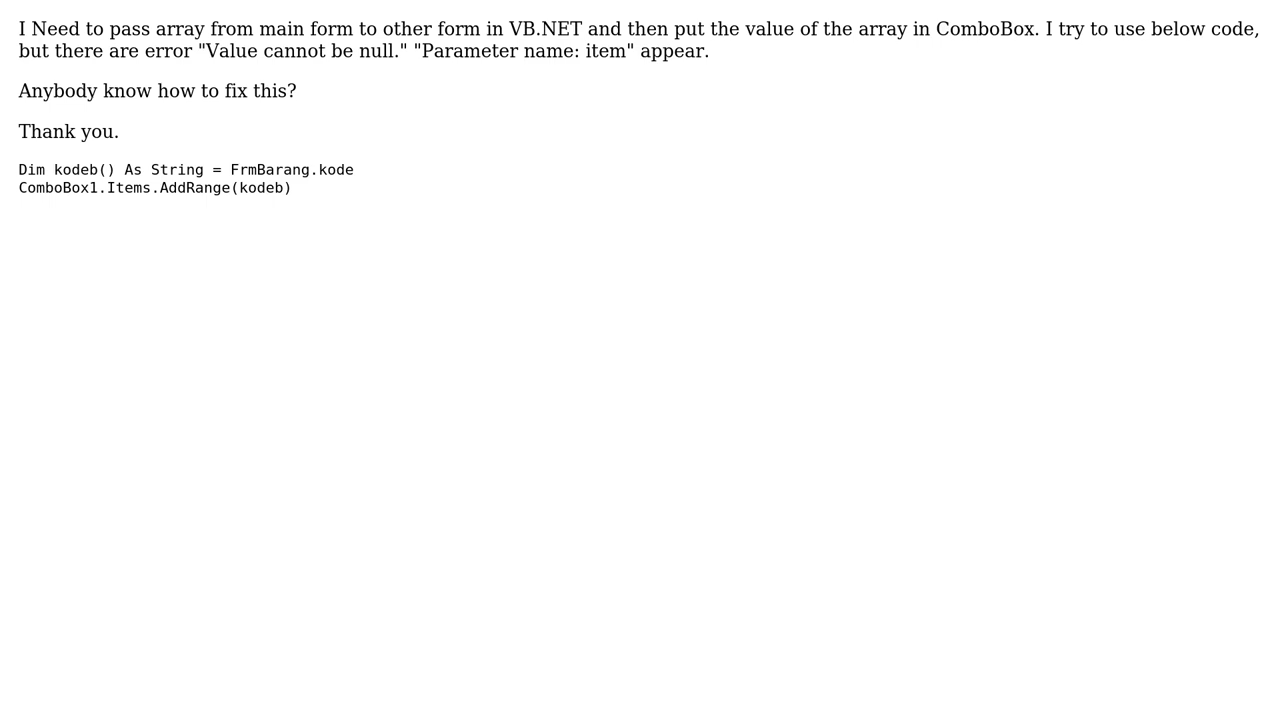 I Need to pass array from main form to other form in VB.NET and then put the value of the array in ComboBox. I try to use below code,
but there are error "Value cannot be null." "Parameter name: item" appear.
Anybody know how to fix this?
Thank you.
Dim kodeb() As String = FrmBarang.kode
ComboBox1.Items.AddRange(kodeb)